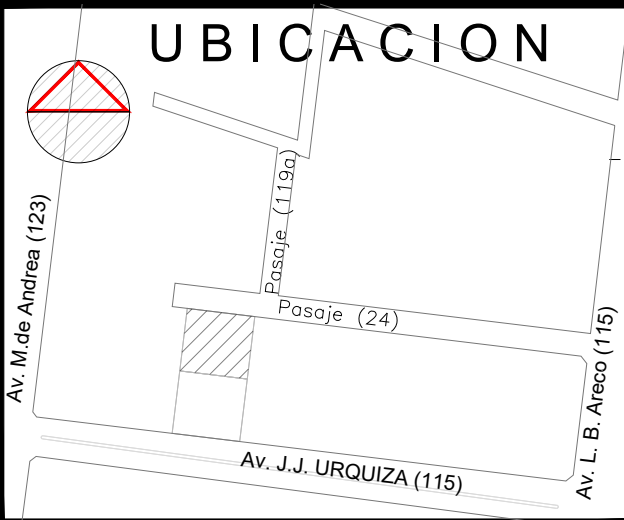 UBICACION
Pasaje (119a)
Av. M.de Andrea (123)
Pasaje (24)
Av. L. B. Areco (115)
Av. J.J. URQUIZA (115)